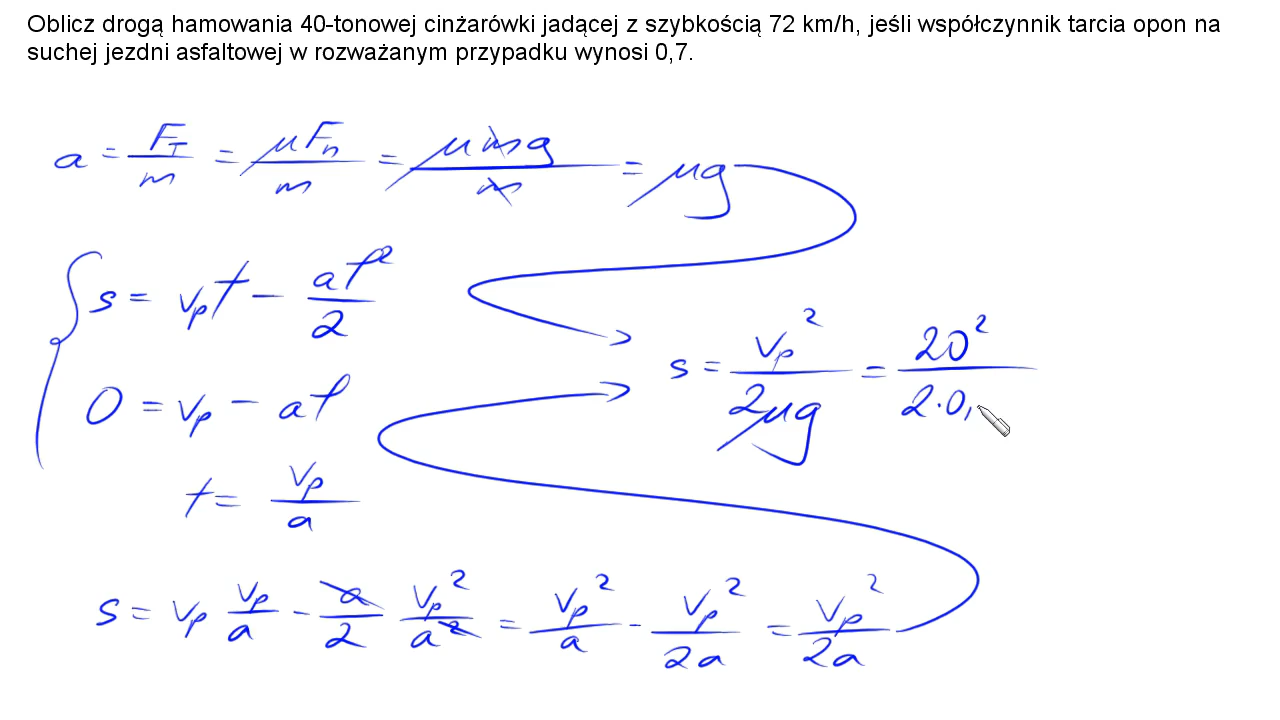 Oblicz drogą hamowania 40-tonowej cinżarówki jadącej z szybkością 72 km/h, jeśli współczynnik tarcia opon na
suchej jezdni asfaltowej w rozważanym przypadku wynosi 0,7.
a = F_T / m = μF_n / m = μmg / m = μg
s = v_p t − at² / 2
s = v_p² / 2μg = 20² / 2·0,
0 = v_p − at
t = v_p / a
s = v_p v_p / a − a / 2 v_p² / a² = v_p² / a − v_p² / 2a = v_p² / 2a